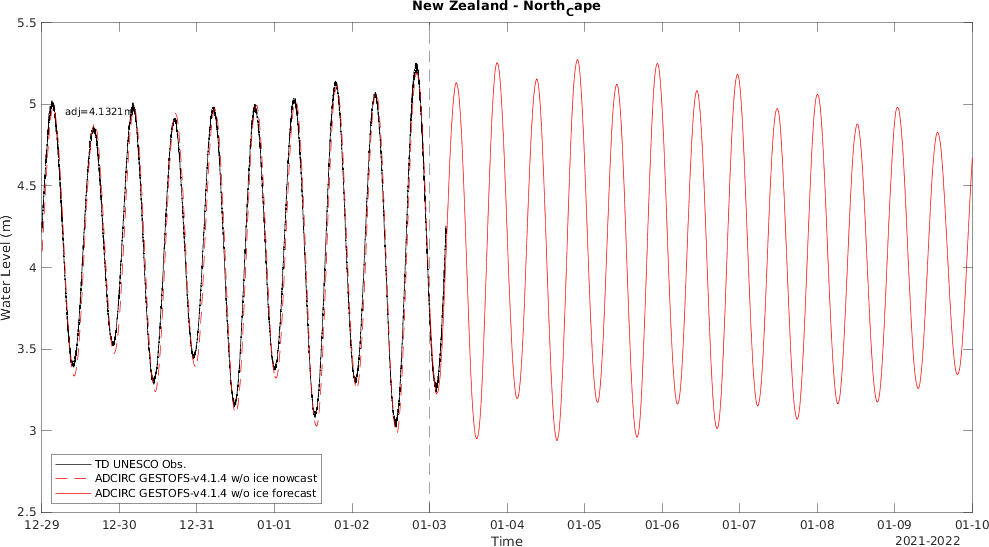 New Zealand - NorthCape
5.5
5
4.5
4
3.5
3
2.5
Water Level (m)
adj=4.1321m
TD UNESCO Obs.
ADCIRC GESTOFS-v4.1.4 w/o ice nowcast
ADCIRC GESTOFS-v4.1.4 w/o ice forecast
12-29 12-30 12-31 01-01 01-02 01-03 01-04 01-05 01-06 01-07 01-08 01-09 01-10
Time
2021-2022